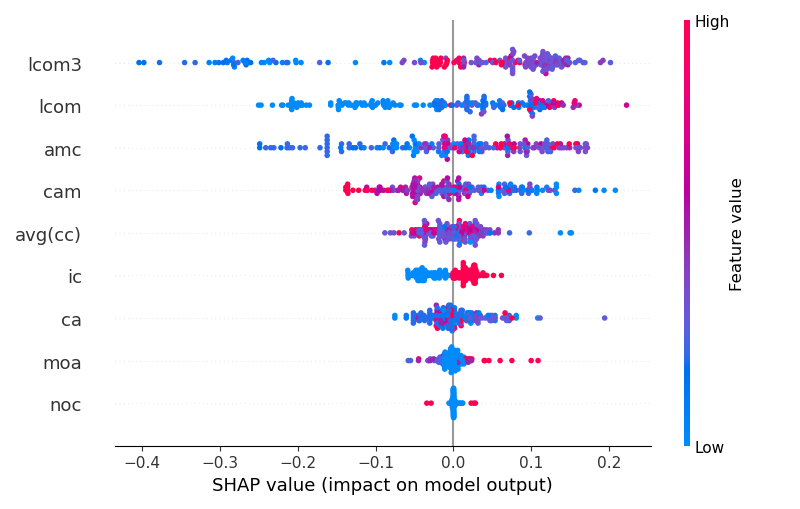 High
lcom3
lcom
amc
cam
avg(cc)
ic
ca
moa
noc
Feature value
Low
−0.4 −0.3 −0.2 −0.1 0.0 0.1 0.2
SHAP value (impact on model output)